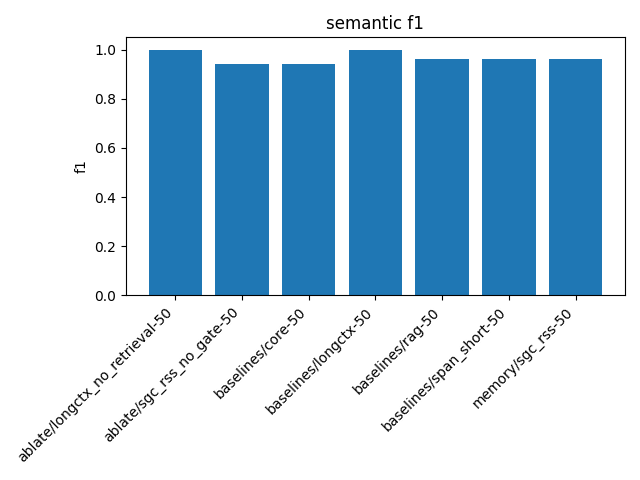 semantic f1
f1
1.0
0.8
0.6
0.4
0.2
0.0
ablate/longctx_no_retrieval-50
ablate/sgc_rss_no_gate-50
baselines/core-50
baselines/longctx-50
baselines/rag-50
baselines/span_short-50
memory/sgc_rss-50